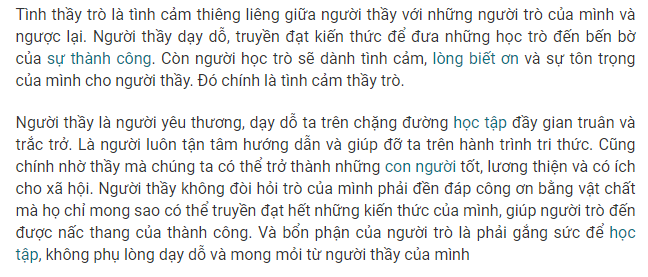 Tình thầy trò là tình cảm thiêng liêng giữa người thầy với những người trò của mình và
ngược lại. Người thầy dạy dỗ, truyền đạt kiến thức để đưa những học trò đến bến bờ
của sự thành công. Còn người học trò sẽ dành tình cảm, lòng biết ơn và sự tôn trọng
của mình cho người thầy. Đó chính là tình cảm thầy trò.
Người thầy là người yêu thương, dạy dỗ ta trên chặng đường học tập đầy gian truân và
trắc trở. Là người luôn tận tâm hướng dẫn và giúp đỡ ta trên hành trình tri thức. Cũng
chính nhờ thầy mà chúng ta có thể trở thành những con người tốt, lương thiện và có ích
cho xã hội. Người thầy không đòi hỏi trò của mình phải đền đáp công ơn bằng vật chất
mà họ chỉ mong sao có thể truyền đạt hết những kiến thức của mình, giúp người trò đến
được nấc thang của thành công. Và bổn phận của người trò là phải gắng sức để học
tập, không phụ lòng dạy dỗ và mong mỏi từ người thầy của mình